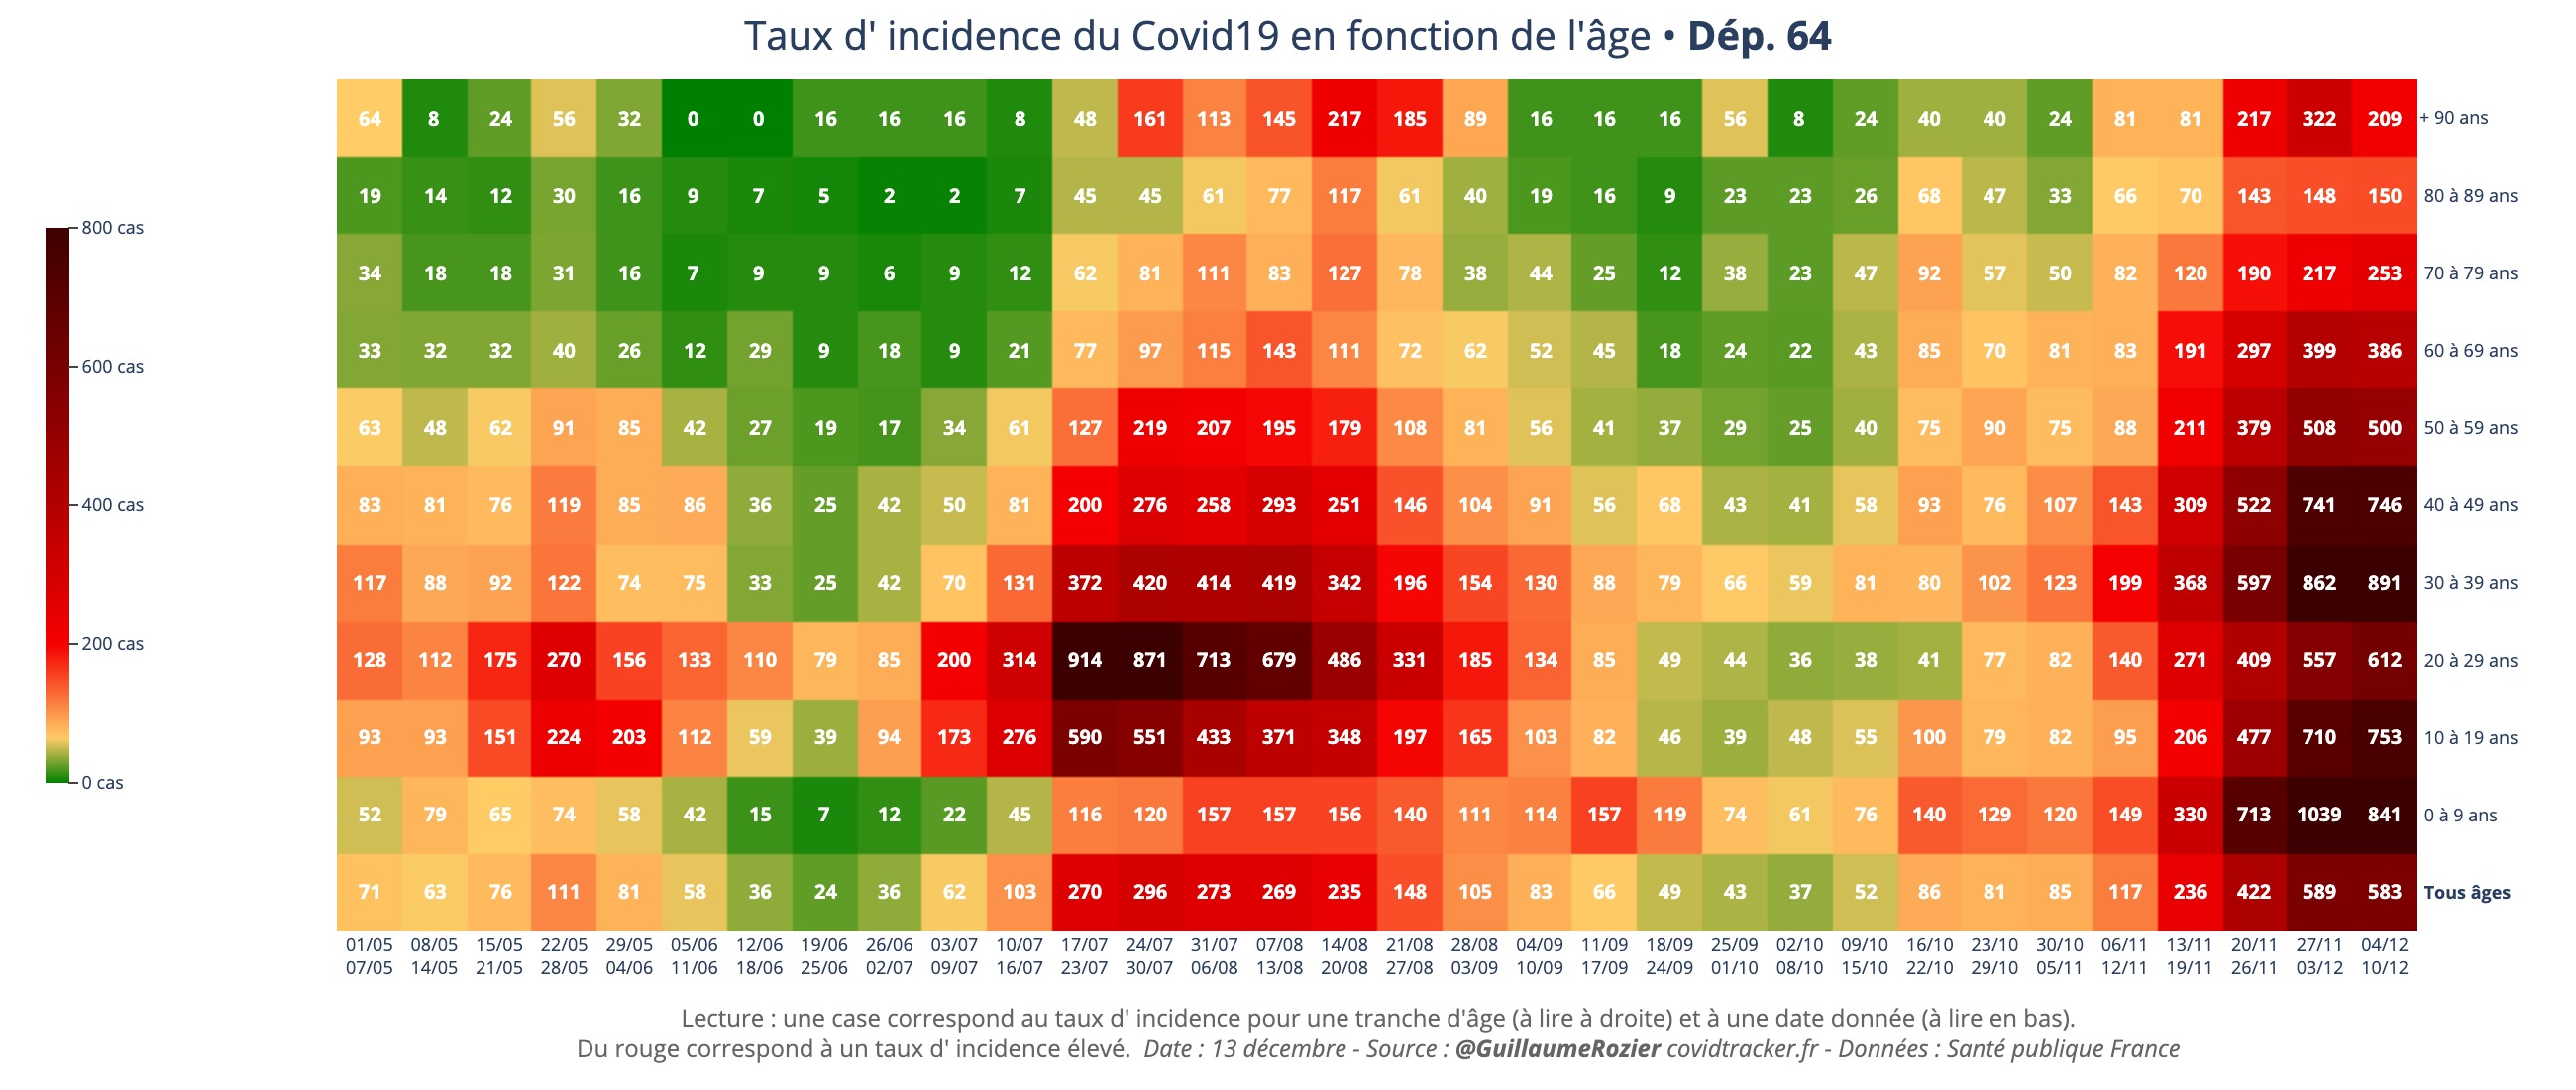 Taux d' incidence du Covid19 en fonction de l'âge • Dép. 64
64 8 24 56 32 0 0 16 16 16 8 48 161 113 145 217 185 89 16 16 16 56 8 24 40 40 24 81 81 217 322 209 + 90 ans
19 14 12 30 16 9 7 5 2 2 7 45 45 61 77 117 61 40 19 16 9 23 23 26 68 47 33 66 70 143 148 150 80 à 89 ans
800 cas
34 18 18 31 16 7 9 9 6 9 12 62 81 111 83 127 78 38 44 25 12 38 23 47 92 57 50 82 120 190 217 253 70 à 79 ans
33 32 32 40 26 12 29 9 18 9 21 77 97 115 143 111 72 62 52 45 18 24 22 43 85 70 81 83 191 297 399 386 60 à 69 ans
600 cas
63 48 62 91 85 42 27 19 17 34 61 127 219 207 195 179 108 81 56 41 37 29 25 40 75 90 75 88 211 379 508 500 50 à 59 ans
400 cas
83 81 76 119 85 86 36 25 42 50 81 200 276 258 293 251 146 104 91 56 68 43 41 58 93 76 107 143 309 522 741 746 40 à 49 ans
117 88 92 122 74 75 33 25 42 70 131 372 420 414 419 342 196 154 130 88 79 66 59 81 80 102 123 199 368 597 862 891 30 à 39 ans
200 cas
128 112 175 270 156 133 110 79 85 200 314 914 871 713 679 486 331 185 134 85 49 44 36 38 41 77 82 140 271 409 557 612 20 à 29 ans
93 93 151 224 203 112 59 39 94 173 276 590 551 433 371 348 197 165 103 82 46 39 48 55 100 79 82 95 206 477 710 753 10 à 19 ans
0 cas
52 79 65 74 58 42 15 7 12 22 45 116 120 157 157 156 140 111 114 157 119 74 61 76 140 129 120 149 330 713 1039 841 0 à 9 ans
71 63 76 111 81 58 36 24 36 62 103 270 296 273 269 235 148 105 83 66 49 43 37 52 86 81 85 117 236 422 589 583 Tous âges
01/05 08/05 15/05 22/05 29/05 05/06 12/06 19/06 26/06 03/07 10/07 17/07 24/07 31/07 07/08 14/08 21/08 28/08 04/09 11/09 18/09 25/09 02/10 09/10 16/10 23/10 30/10 06/11 13/11 20/11 27/11 04/12
07/05 14/05 21/05 28/05 04/06 11/06 18/06 25/06 02/07 09/07 16/07 23/07 30/07 06/08 13/08 20/08 27/08 03/09 10/09 17/09 24/09 01/10 08/10 15/10 22/10 29/10 05/11 12/11 19/11 26/11 03/12 10/12
Lecture : une case correspond au taux d' incidence pour une tranche d'âge (à lire à droite) et à une date donnée (à lire en bas).
Du rouge correspond à un taux d' incidence élevé. Date : 13 décembre - Source : @GuillaumeRozier covidtracker.fr - Données : Santé publique France